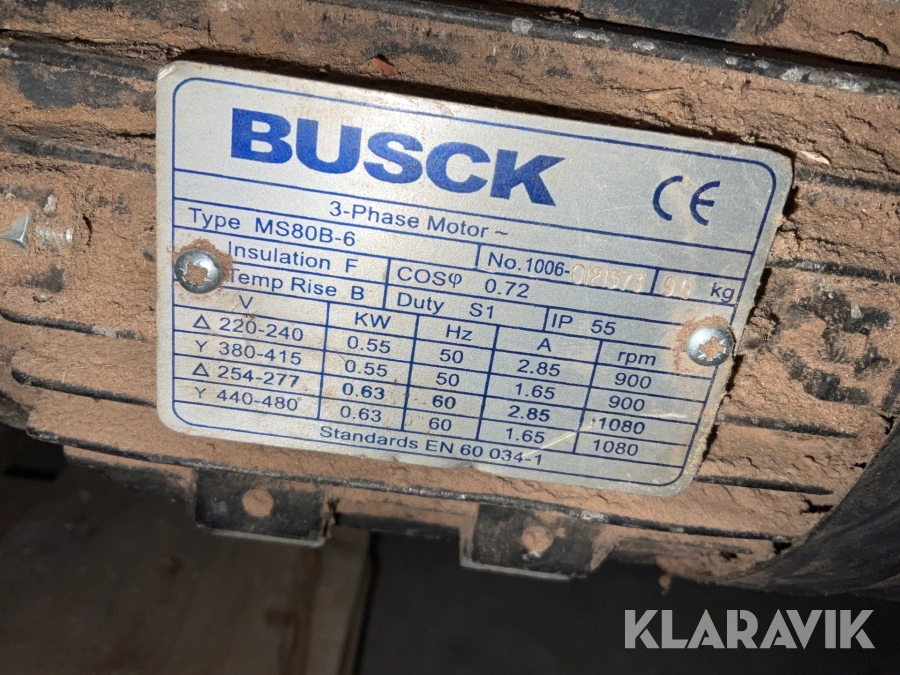 BUSCK
CE
3-Phase Motor ~
Type MS80B-6
No.1006-0121573
9.5 kg
Insulation F
COSφ 0.72
Temp Rise B
Duty S1
IP 55
V KW Hz A rpm
Δ 220-240 0.55 50 2.85 900
Y 380-415 0.55 50 1.65 900
Δ 254-277 0.63 60 2.85 1080
Y 440-480 0.63 60 1.65 1080
Standards EN 60 034-1
KLARAVIK